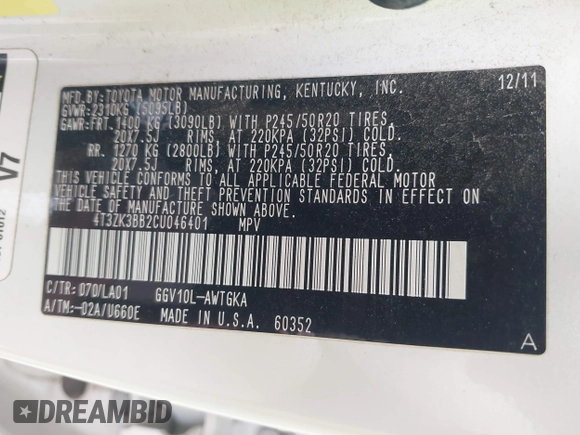 MFD.BY:TOYOTA MOTOR MANUFACTURING, KENTUCKY, INC. 12/11
GVWR:2310KG (5095LB)
GAWR:FRT. 1400 KG (3090LB) WITH P245/50R20 TIRES,
20X7.5J RIMS, AT 220KPA (32PSI) COLD.
RR. 1270 KG (2800LB) WITH P245/50R20 TIRES,
20X7.5J RIMS, AT 220KPA (32PSI) COLD.
THIS VEHICLE CONFORMS TO ALL APPLICABLE FEDERAL MOTOR
VEHICLE SAFETY AND THEFT PREVENTION STANDARDS IN EFFECT ON
THE DATE OF MANUFACTURE SHOWN ABOVE.
4T3ZK3BB2CU046401 MPV
C/TR: 070/LA01 GGV10L-AWTGKA
A/TM:-02A/U660E
MADE IN U.S.A. 60352
A
V7
DREAMBID